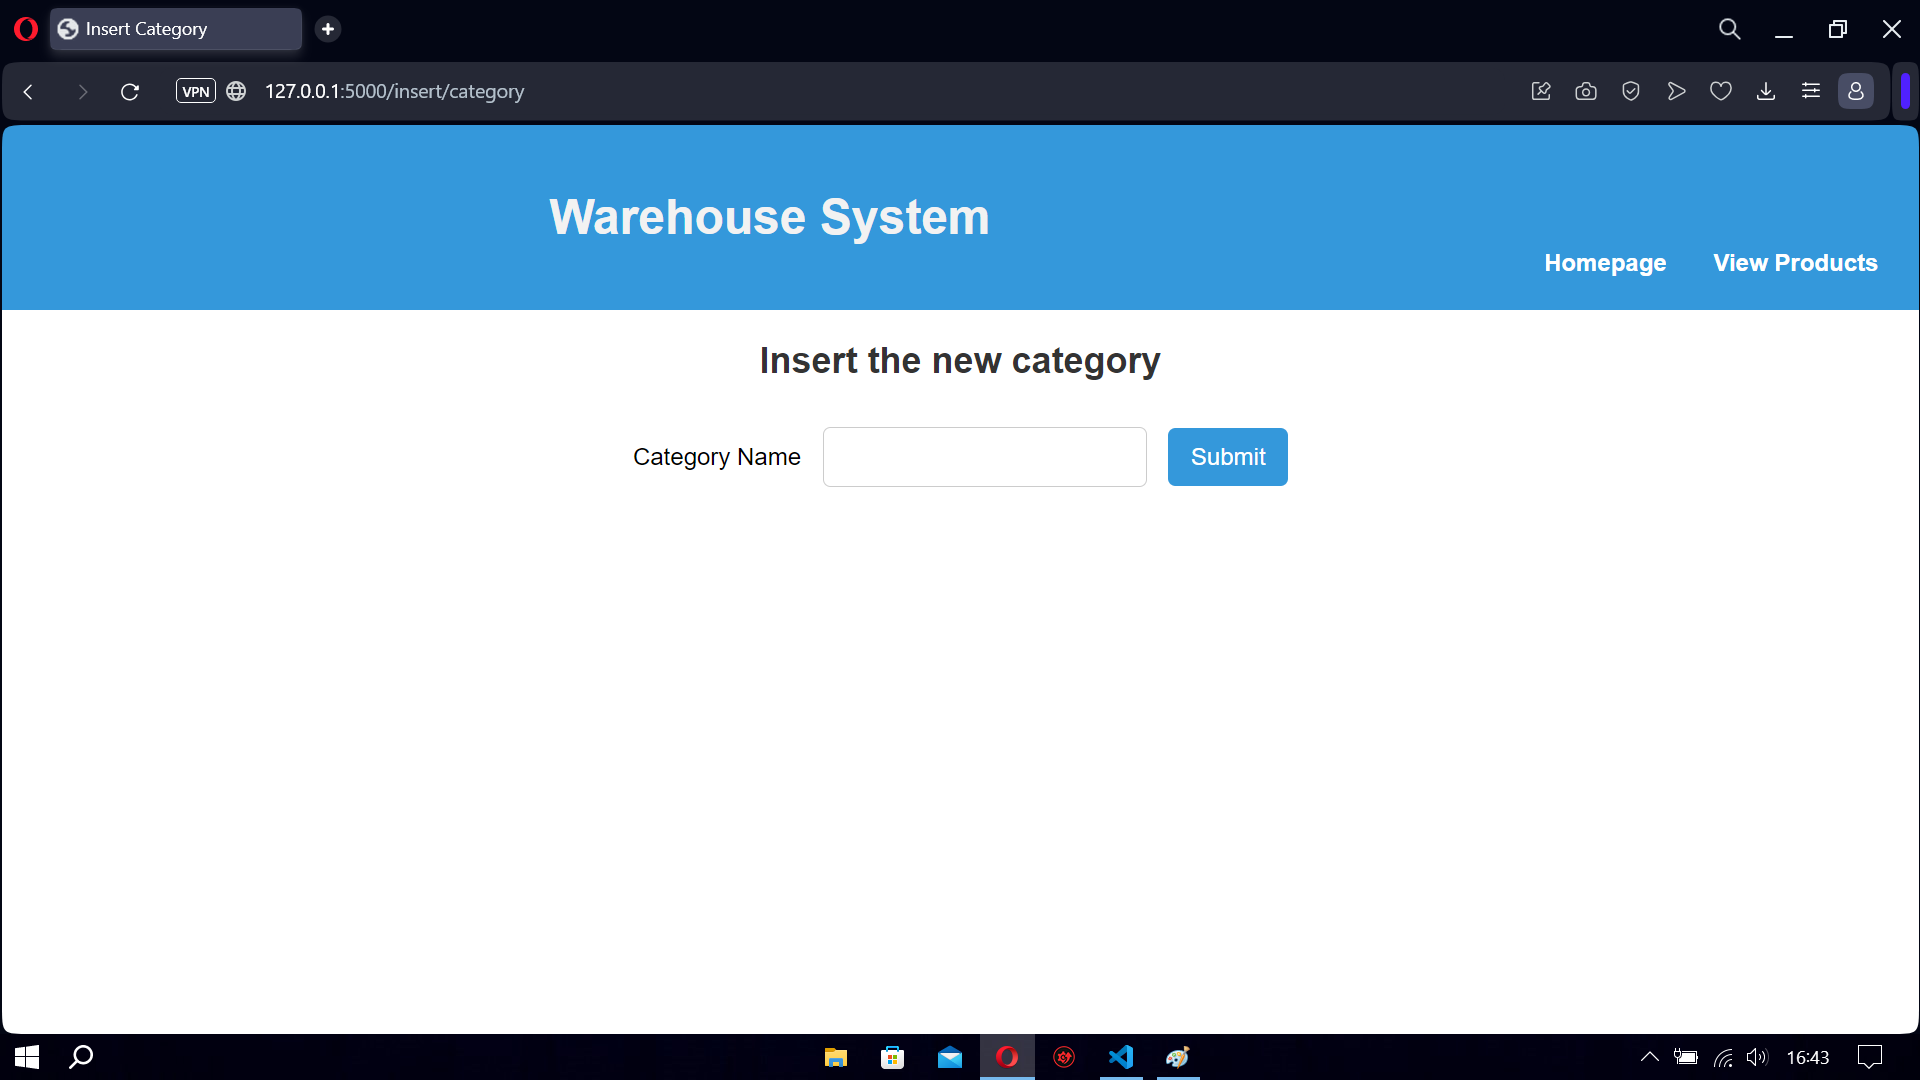 Insert Category
VPN 127.0.0.1:5000/insert/category
Warehouse System
Homepage View Products
Insert the new category
Category Name Submit
16:43